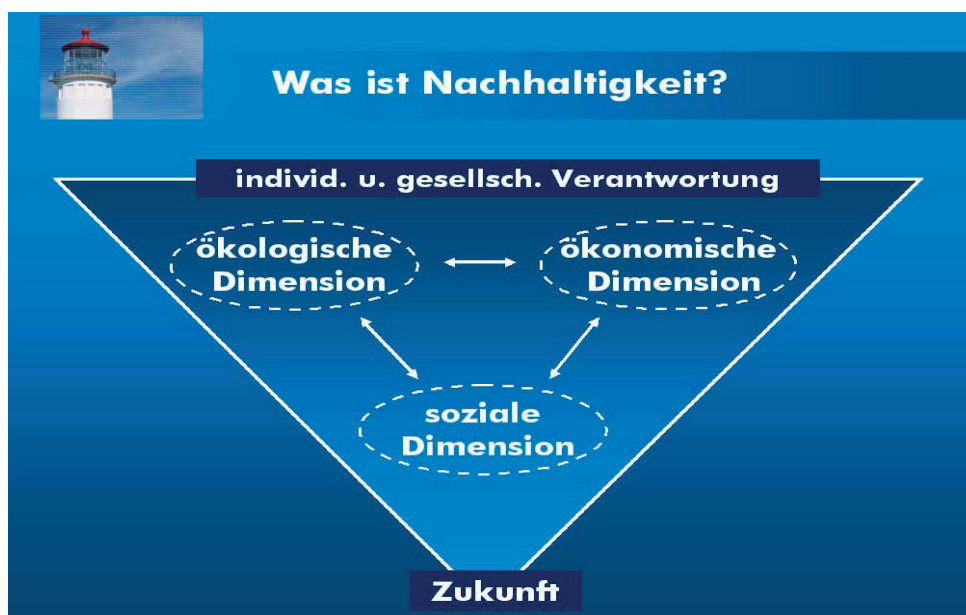 Was ist Nachhaltigkeit?
individ. u. gesellsch. Verantwortung
ökologische
Dimension
ökonomische
Dimension
soziale
Dimension
Zukunft